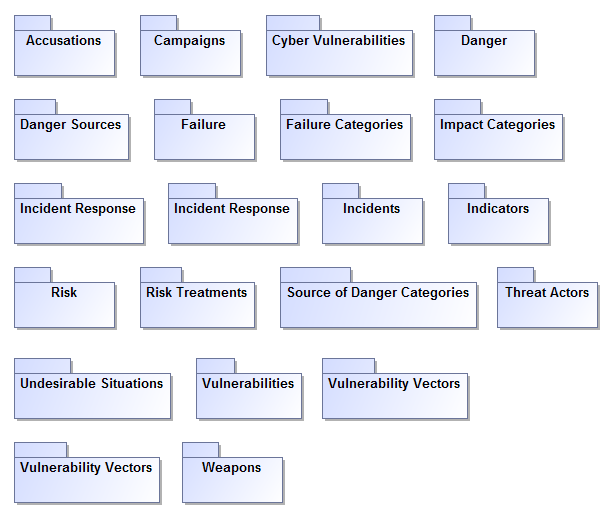 Accusations
Campaigns
Cyber Vulnerabilities
Danger
Danger Sources
Failure
Failure Categories
Impact Categories
Incident Response
Incident Response
Incidents
Indicators
Risk
Risk Treatments
Source of Danger Categories
Threat Actors
Undesirable Situations
Vulnerabilities
Vulnerability Vectors
Vulnerability Vectors
Weapons